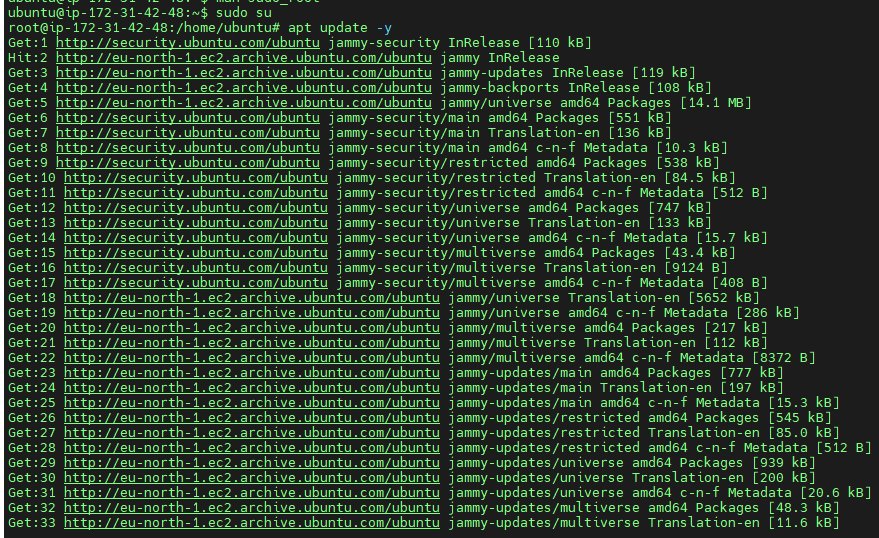 ubuntu@ip-172-31-42-48:~$ man sudo_root
ubuntu@ip-172-31-42-48:~$ sudo su
root@ip-172-31-42-48:/home/ubuntu# apt update -y
Get:1 http://security.ubuntu.com/ubuntu jammy-security InRelease [110 kB]
Hit:2 http://eu-north-1.ec2.archive.ubuntu.com/ubuntu jammy InRelease
Get:3 http://eu-north-1.ec2.archive.ubuntu.com/ubuntu jammy-updates InRelease [119 kB]
Get:4 http://eu-north-1.ec2.archive.ubuntu.com/ubuntu jammy-backports InRelease [108 kB]
Get:5 http://eu-north-1.ec2.archive.ubuntu.com/ubuntu jammy/universe amd64 Packages [14.1 MB]
Get:6 http://security.ubuntu.com/ubuntu jammy-security/main amd64 Packages [551 kB]
Get:7 http://security.ubuntu.com/ubuntu jammy-security/main Translation-en [136 kB]
Get:8 http://security.ubuntu.com/ubuntu jammy-security/main amd64 c-n-f Metadata [10.3 kB]
Get:9 http://security.ubuntu.com/ubuntu jammy-security/restricted amd64 Packages [538 kB]
Get:10 http://security.ubuntu.com/ubuntu jammy-security/restricted Translation-en [84.5 kB]
Get:11 http://security.ubuntu.com/ubuntu jammy-security/restricted amd64 c-n-f Metadata [512 B]
Get:12 http://security.ubuntu.com/ubuntu jammy-security/universe amd64 Packages [747 kB]
Get:13 http://security.ubuntu.com/ubuntu jammy-security/universe Translation-en [133 kB]
Get:14 http://security.ubuntu.com/ubuntu jammy-security/universe amd64 c-n-f Metadata [15.7 kB]
Get:15 http://security.ubuntu.com/ubuntu jammy-security/multiverse amd64 Packages [43.4 kB]
Get:16 http://security.ubuntu.com/ubuntu jammy-security/multiverse Translation-en [9124 B]
Get:17 http://security.ubuntu.com/ubuntu jammy-security/multiverse amd64 c-n-f Metadata [408 B]
Get:18 http://eu-north-1.ec2.archive.ubuntu.com/ubuntu jammy/universe Translation-en [5652 kB]
Get:19 http://eu-north-1.ec2.archive.ubuntu.com/ubuntu jammy/universe amd64 c-n-f Metadata [286 kB]
Get:20 http://eu-north-1.ec2.archive.ubuntu.com/ubuntu jammy/multiverse amd64 Packages [217 kB]
Get:21 http://eu-north-1.ec2.archive.ubuntu.com/ubuntu jammy/multiverse Translation-en [112 kB]
Get:22 http://eu-north-1.ec2.archive.ubuntu.com/ubuntu jammy/multiverse amd64 c-n-f Metadata [8372 B]
Get:23 http://eu-north-1.ec2.archive.ubuntu.com/ubuntu jammy-updates/main amd64 Packages [777 kB]
Get:24 http://eu-north-1.ec2.archive.ubuntu.com/ubuntu jammy-updates/main Translation-en [197 kB]
Get:25 http://eu-north-1.ec2.archive.ubuntu.com/ubuntu jammy-updates/main amd64 c-n-f Metadata [15.3 kB]
Get:26 http://eu-north-1.ec2.archive.ubuntu.com/ubuntu jammy-updates/restricted amd64 Packages [545 kB]
Get:27 http://eu-north-1.ec2.archive.ubuntu.com/ubuntu jammy-updates/restricted Translation-en [85.0 kB]
Get:28 http://eu-north-1.ec2.archive.ubuntu.com/ubuntu jammy-updates/restricted amd64 c-n-f Metadata [512 B]
Get:29 http://eu-north-1.ec2.archive.ubuntu.com/ubuntu jammy-updates/universe amd64 Packages [939 kB]
Get:30 http://eu-north-1.ec2.archive.ubuntu.com/ubuntu jammy-updates/universe Translation-en [200 kB]
Get:31 http://eu-north-1.ec2.archive.ubuntu.com/ubuntu jammy-updates/universe amd64 c-n-f Metadata [20.6 kB]
Get:32 http://eu-north-1.ec2.archive.ubuntu.com/ubuntu jammy-updates/multiverse amd64 Packages [48.3 kB]
Get:33 http://eu-north-1.ec2.archive.ubuntu.com/ubuntu jammy-updates/multiverse Translation-en [11.6 kB]